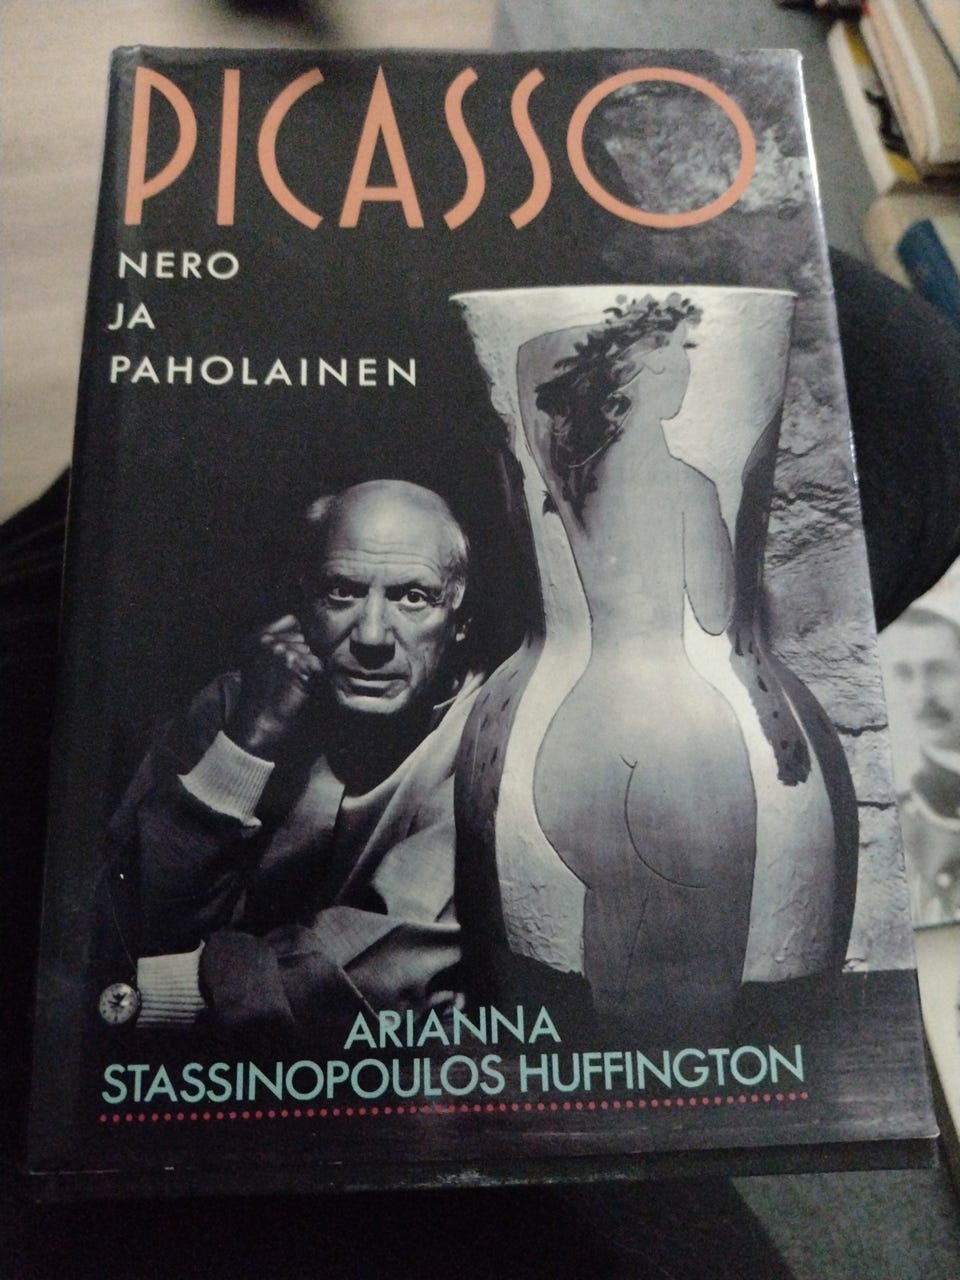 PICASSO
NERO
JA
PAHOLAINEN
ARIANNA
STASSINOPOULOS HUFFINGTON